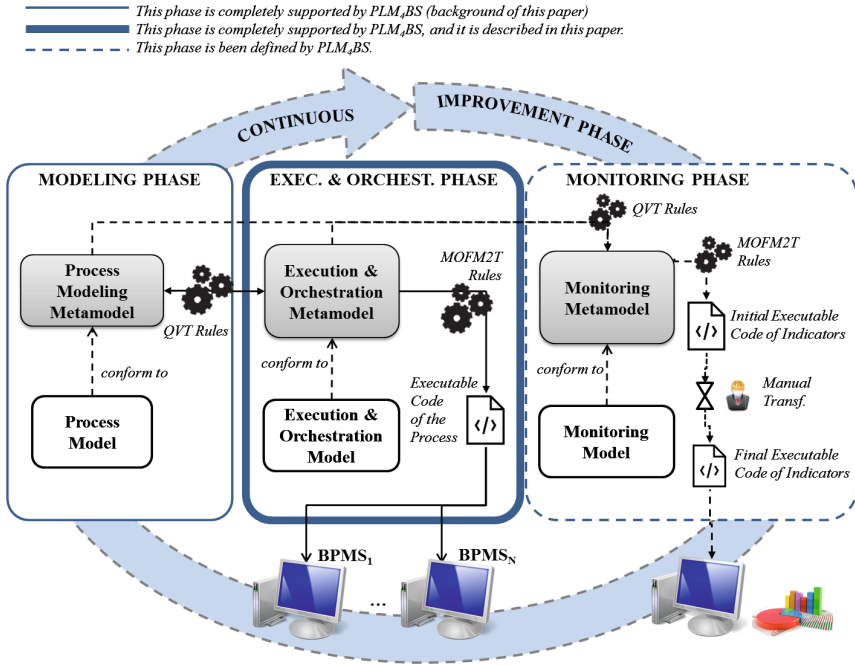 This phase is completely supported by PLM4BS (background of this paper)
This phase is completely supported by PLM4BS, and it is described in this paper.
This phase is been defined by PLM4BS.
CONTINUOUS
IMPROVEMENT PHASE
MODELING PHASE
EXEC. & ORCHEST. PHASE
MONITORING PHASE
Process
Modeling
Metamodel
QVT Rules
conform to
Process
Model
Execution &
Orchestration
Metamodel
MOFM2T
Rules
conform to
Execution &
Orchestration
Model
Executable
Code
of the
Process
</>
QVT Rules
Monitoring
Metamodel
MOFM2T
Rules
conform to
Monitoring
Model
</>
Initial Executable
Code of Indicators
Manual
Transf.
</>
Final Executable
Code of Indicators
BPMS1
...
BPMSN